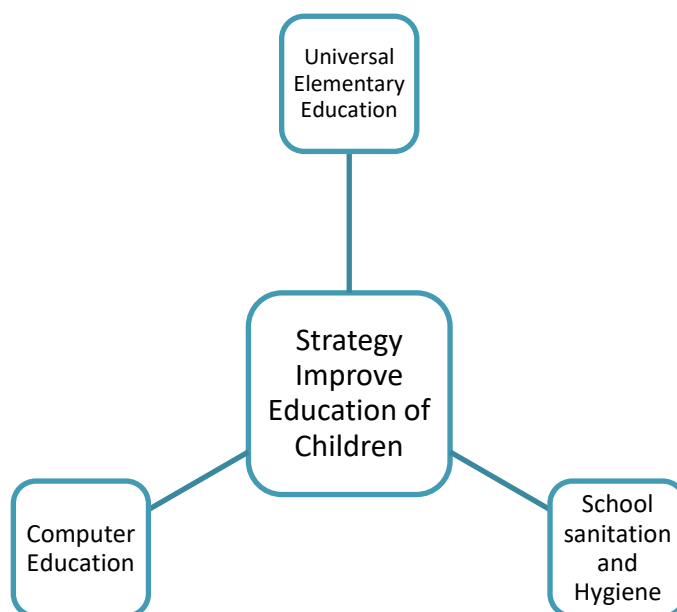 Universal
Elementary
Education
Strategy
Improve
Education of
Children
Computer
Education
School
sanitation
and
Hygiene